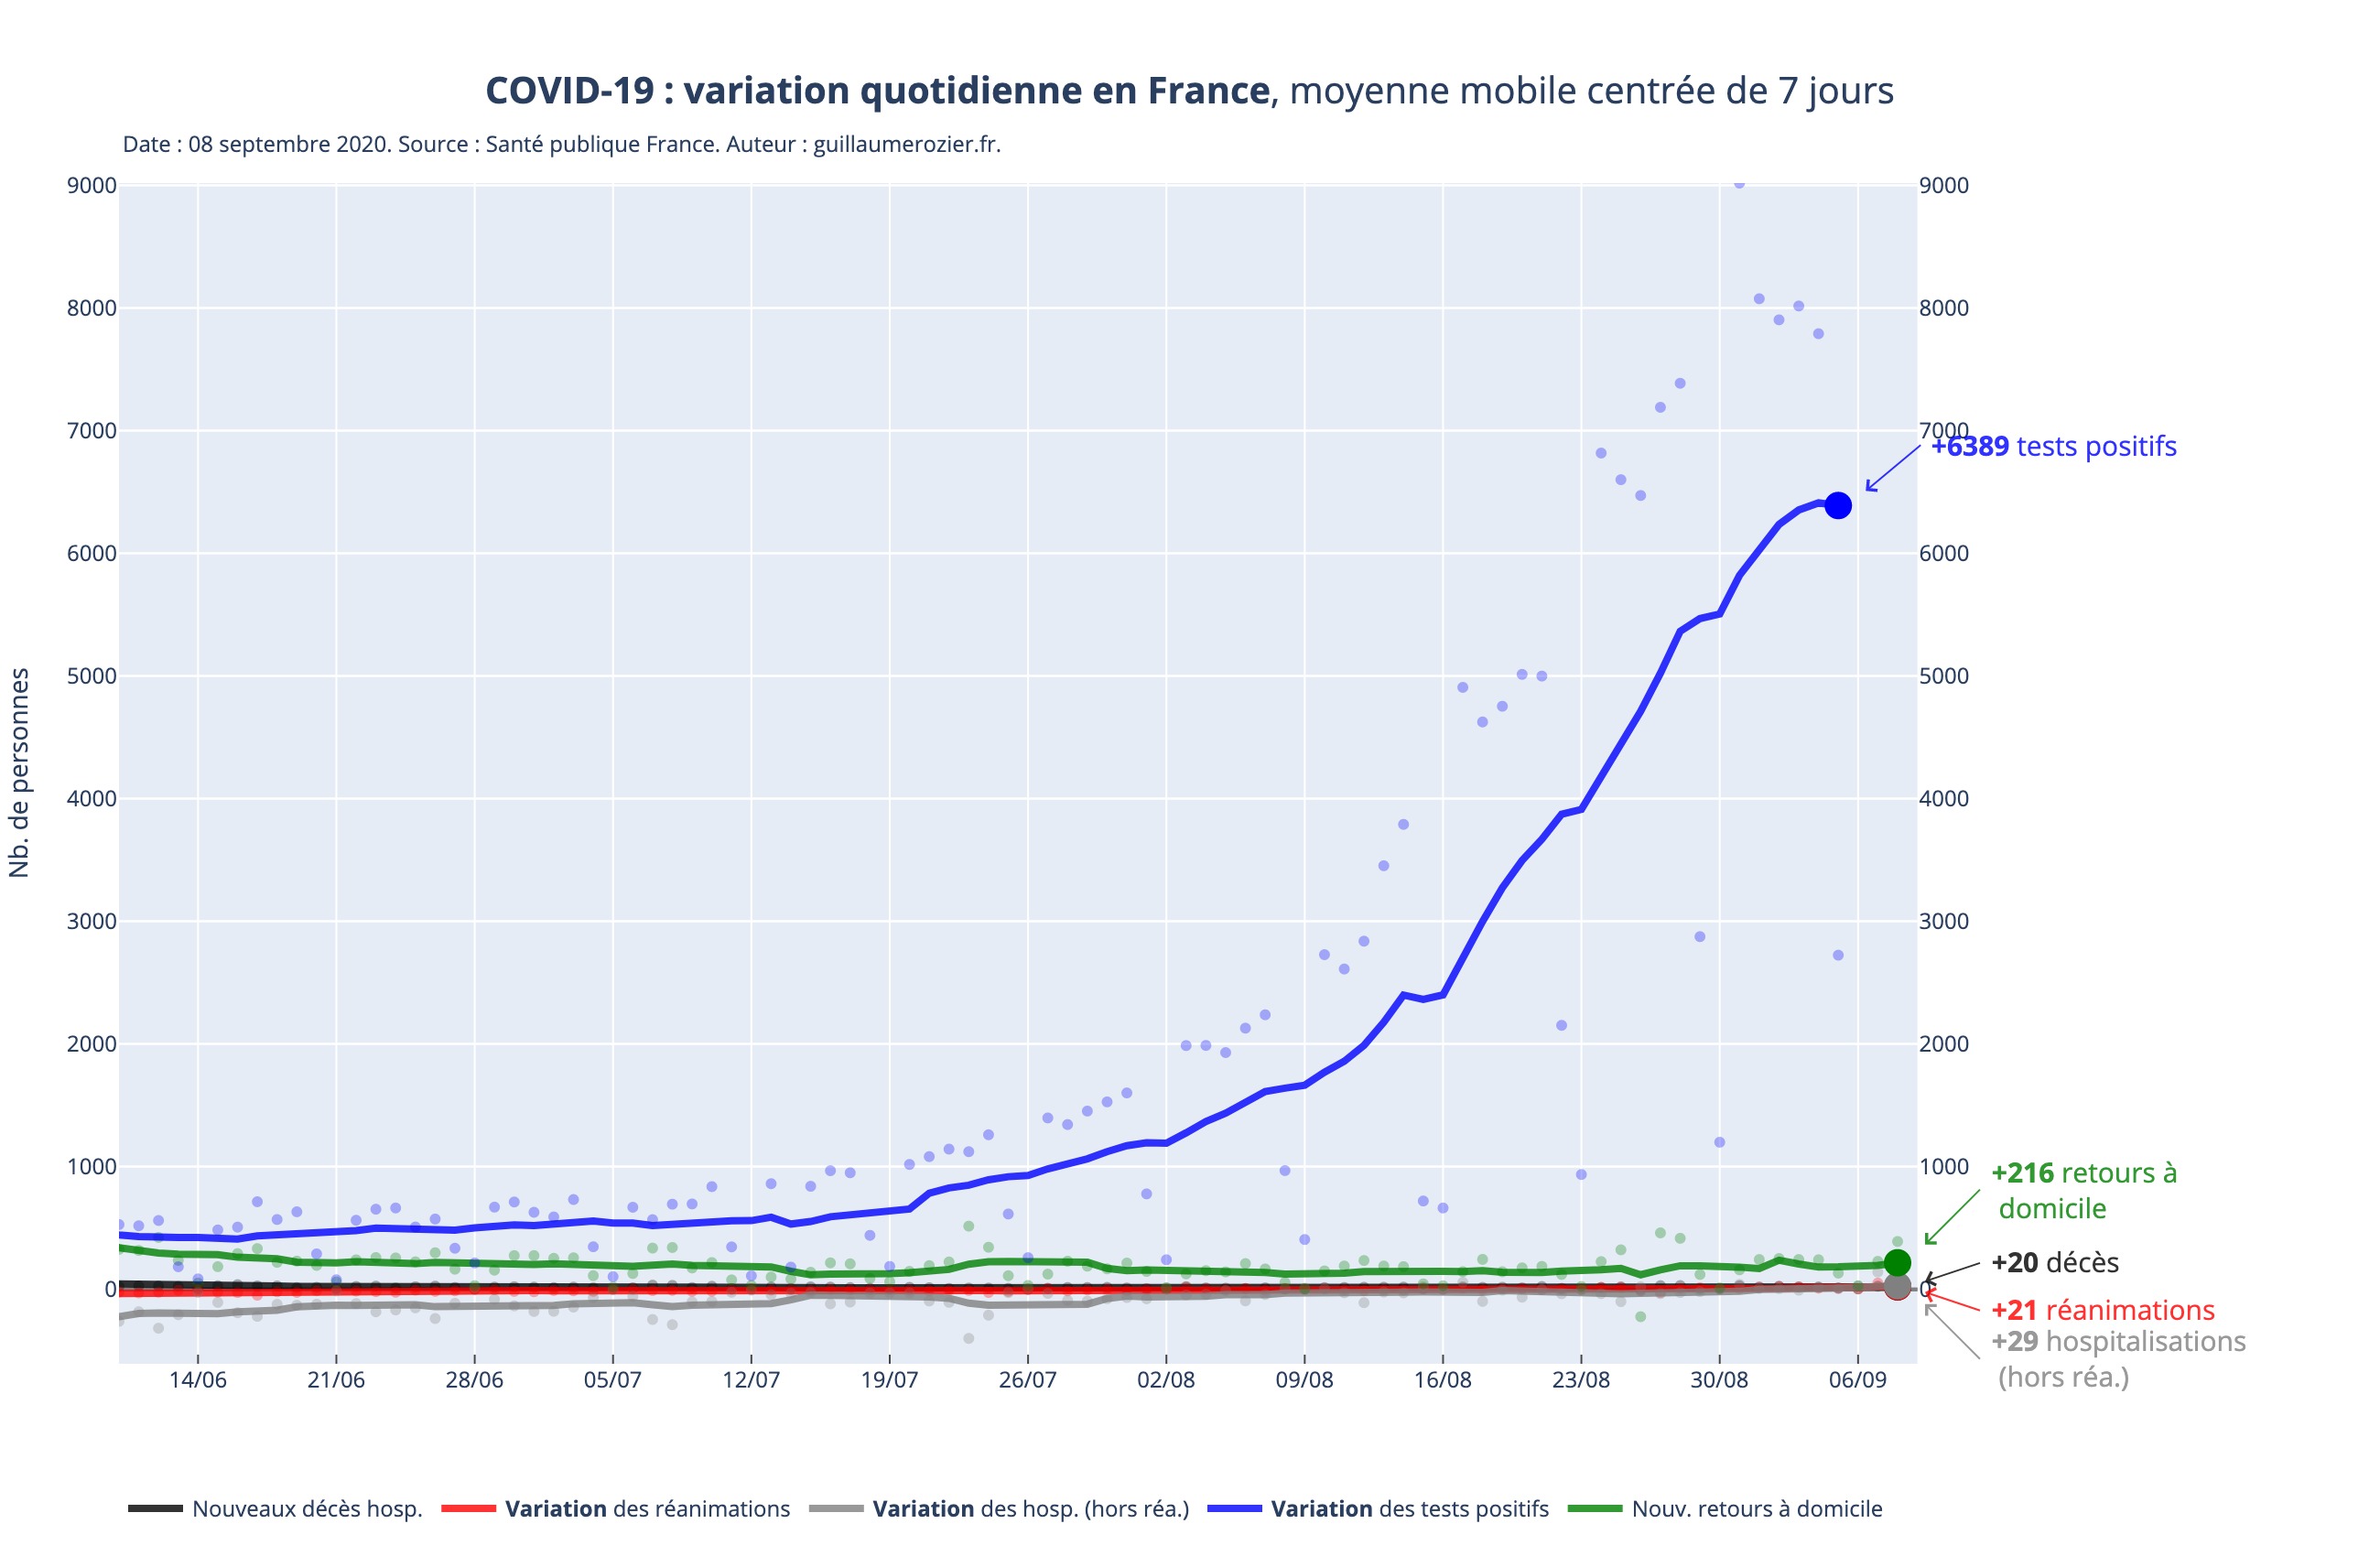 COVID-19 : variation quotidienne en France, moyenne mobile centrée de 7 jours
Date : 08 septembre 2020. Source : Santé publique France. Auteur : guillaumerozier.fr.
9000
8000
7000
6000
5000
4000
3000
2000
1000
0
Nb. de personnes
9000
8000
7000
6000
5000
4000
3000
2000
1000
0
+6389 tests positifs
+216 retours à
domicile
+20 décès
+21 réanimations
+29 hospitalisations
(hors réa.)
14/06 21/06 28/06 05/07 12/07 19/07 26/07 02/08 09/08 16/08 23/08 30/08 06/09
Nouveaux décès hosp. Variation des réanimations Variation des hosp. (hors réa.) Variation des tests positifs Nouv. retours à domicile